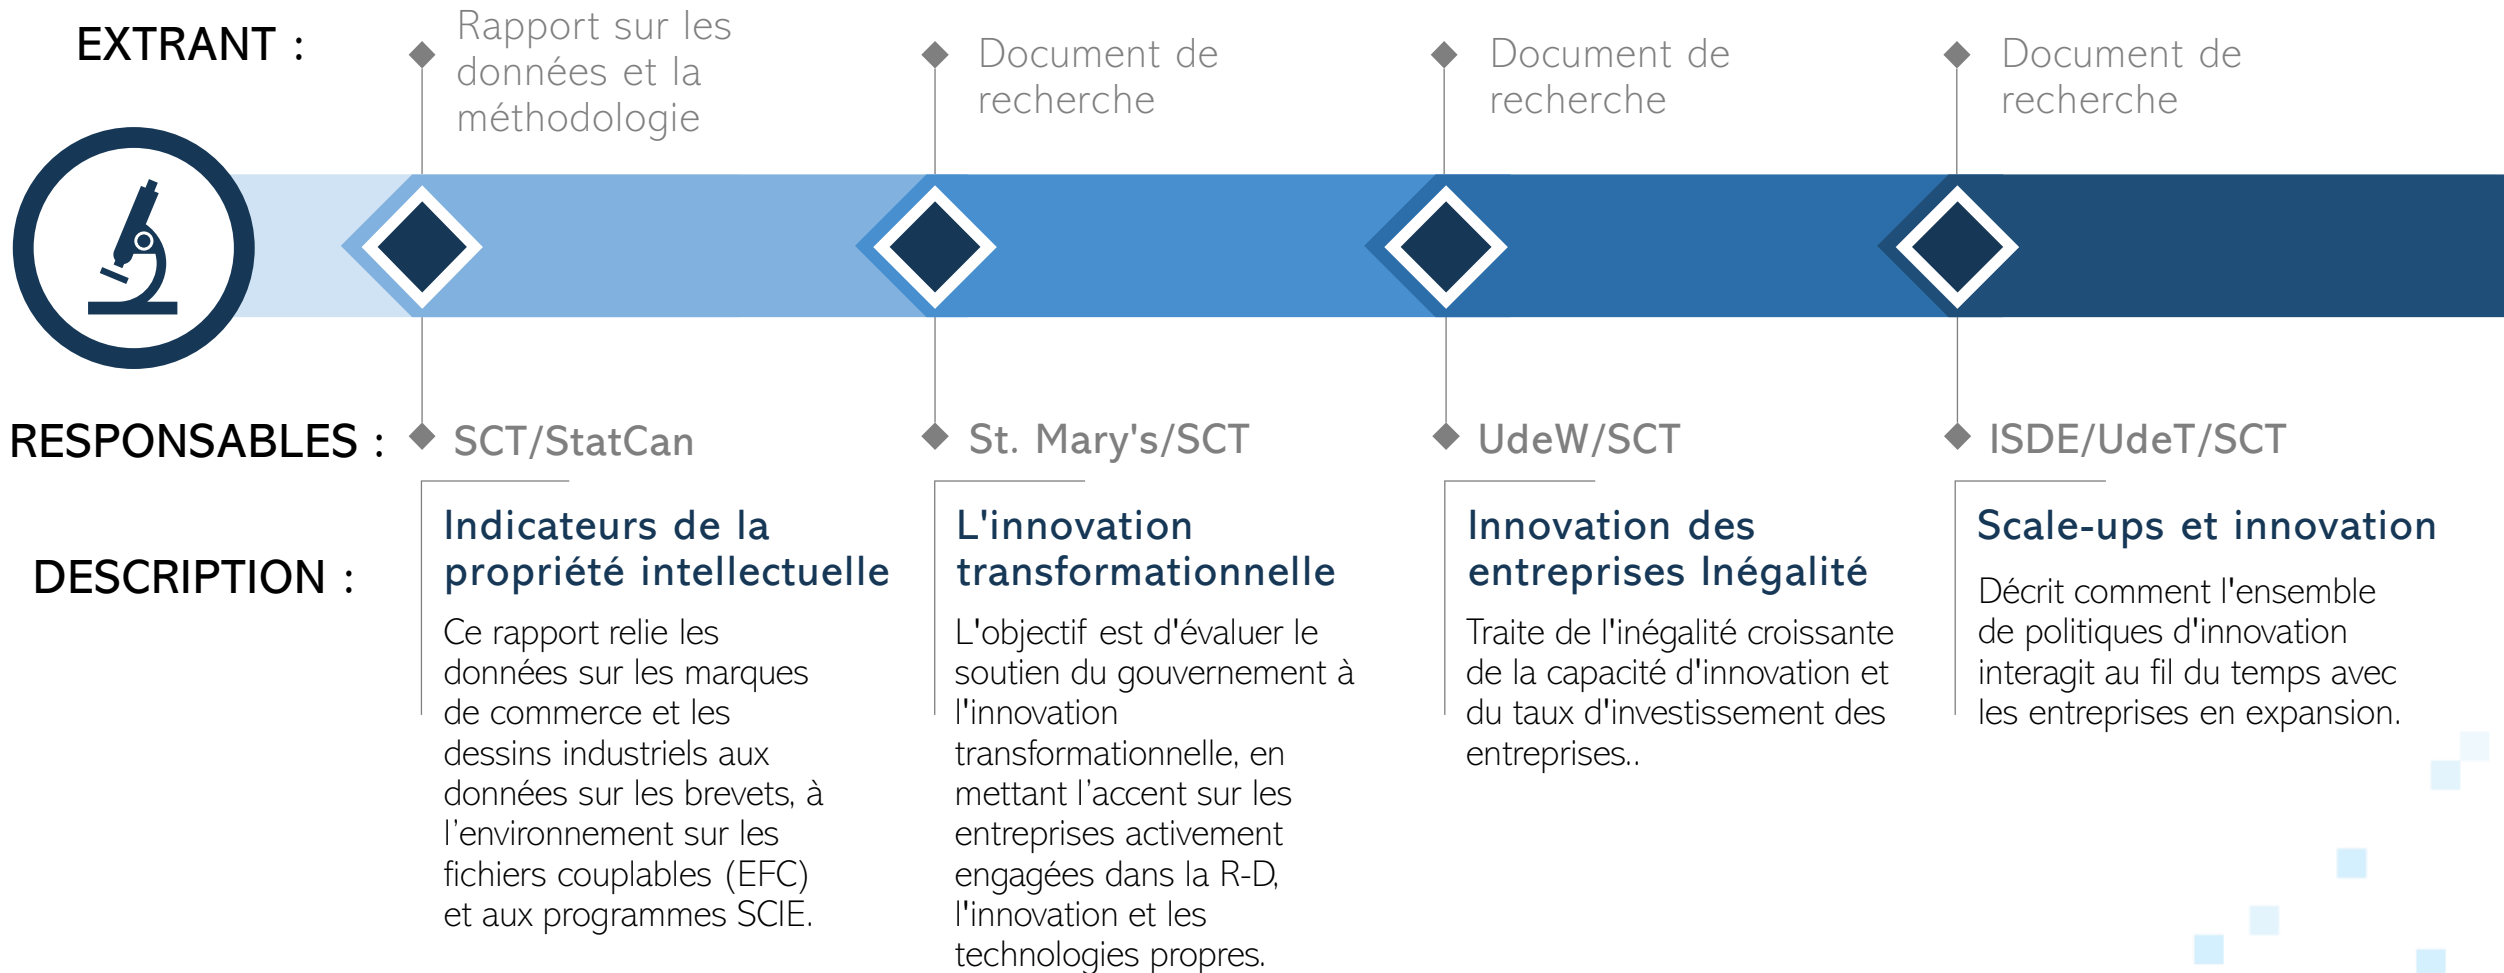 EXTRANT :
Rapport sur les
données et la
méthodologie
Document de
recherche
Document de
recherche
Document de
recherche
RESPONSABLES :
SCT/StatCan
St. Mary's/SCT
UdeW/SCT
ISDE/UdeT/SCT
DESCRIPTION :
Indicateurs de la
propriété intellectuelle
Ce rapport relie les
données sur les marques
de commerce et les
dessins industriels aux
données sur les brevets, à
l’environnement sur les
fichiers couplables (EFC)
et aux programmes SCIE.
L'innovation
transformationnelle
L'objectif est d'évaluer le
soutien du gouvernement à
l'innovation
transformationnelle, en
mettant l’accent sur les
entreprises activement
engagées dans la R-D,
l'innovation et les
technologies propres.
Innovation des
entreprises Inégalité
Traite de l'inégalité croissante
de la capacité d'innovation et
du taux d'investissement des
entreprises..
Scale-ups et innovation
Décrit comment l'ensemble
de politiques d'innovation
interagit au fil du temps avec
les entreprises en expansion.